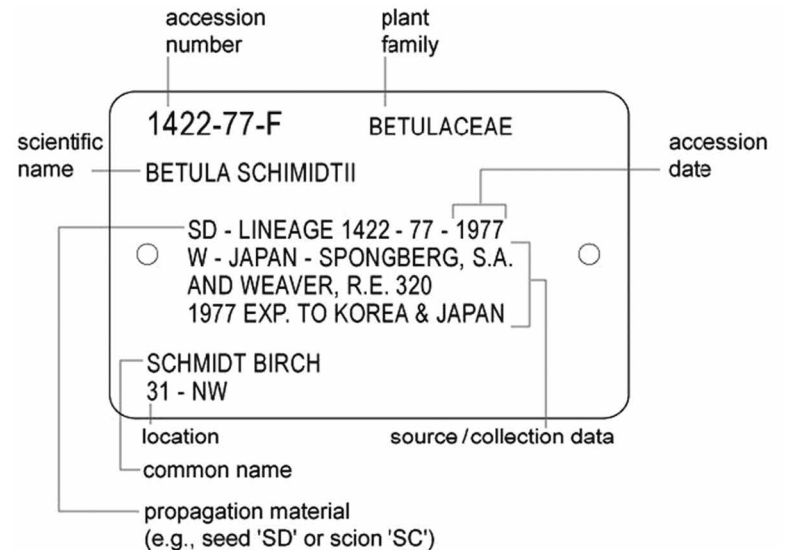 accession
number
plant
family
1422-77-F
BETULACEAE
scientific
name
BETULA SCHIMIDTII
accession
date
SD - LINEAGE 1422 - 77 - 1977
W - JAPAN - SPONGBERG, S.A.
AND WEAVER, R.E. 320
1977 EXP. TO KOREA & JAPAN
SCHMIDT BIRCH
31 - NW
location
source/collection data
common name
propagation material
(e.g., seed 'SD' or scion 'SC')